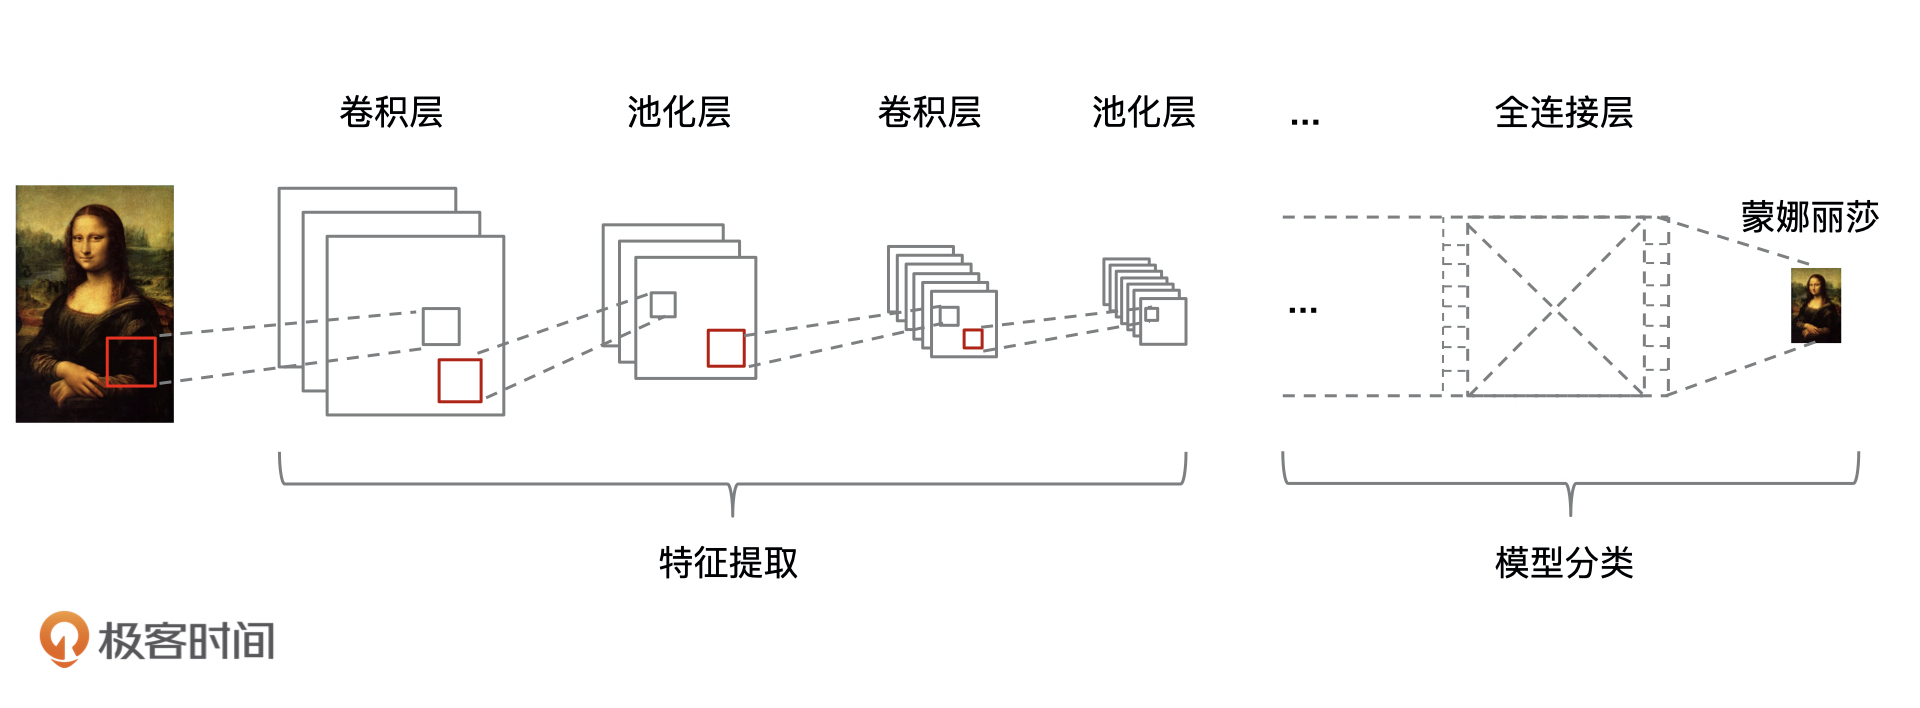 卷积层
池化层
卷积层
池化层
...
全连接层
蒙娜丽莎
...
特征提取
模型分类
极客时间